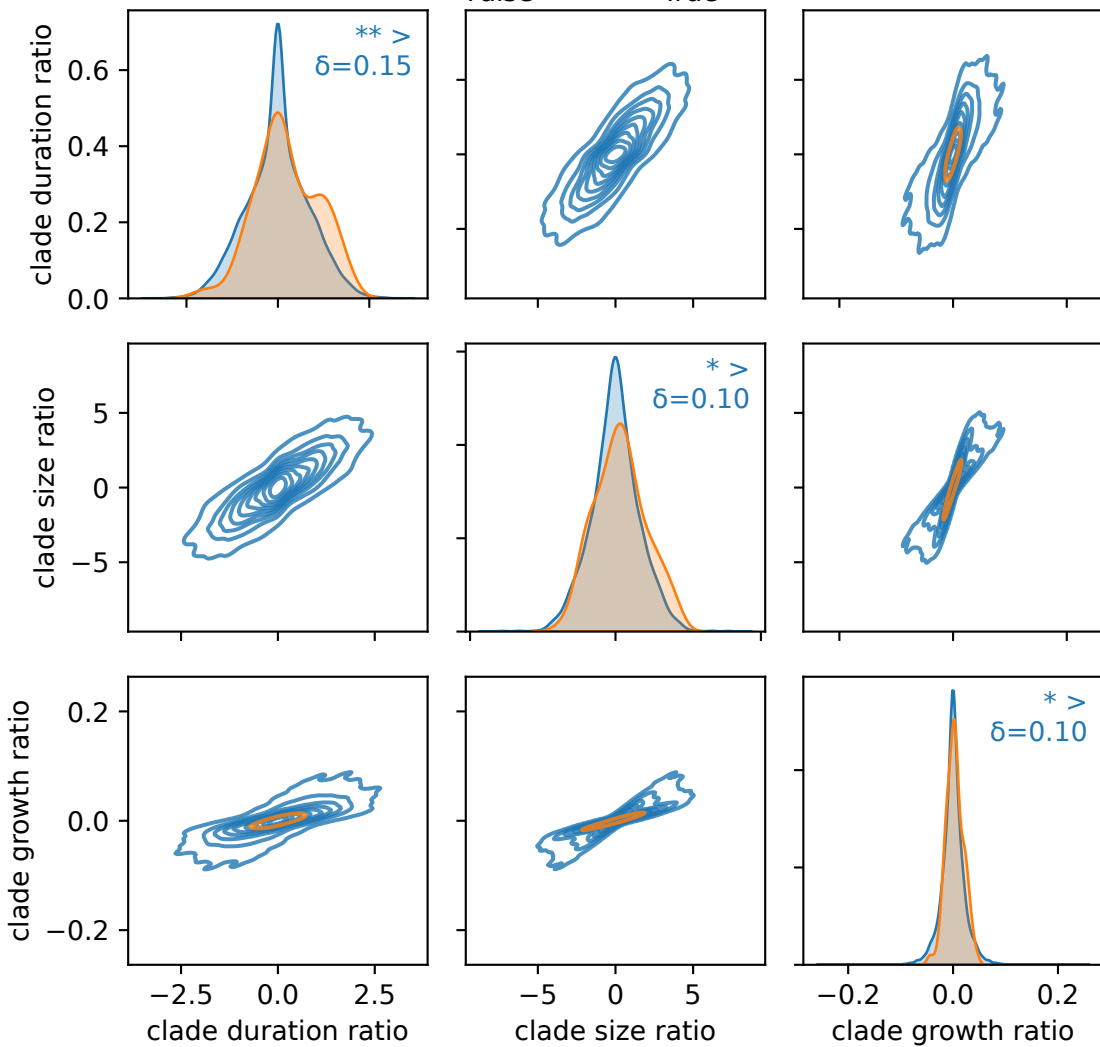 clade duration ratio
0.6
0.4
0.2
0.0
** >
δ=0.15
clade size ratio
5
0
−5
* >
δ=0.10
clade growth ratio
0.2
0.0
−0.2
* >
δ=0.10
−2.5 0.0 2.5
−5 0 5
−0.2 0.0 0.2
clade duration ratio
clade size ratio
clade growth ratio